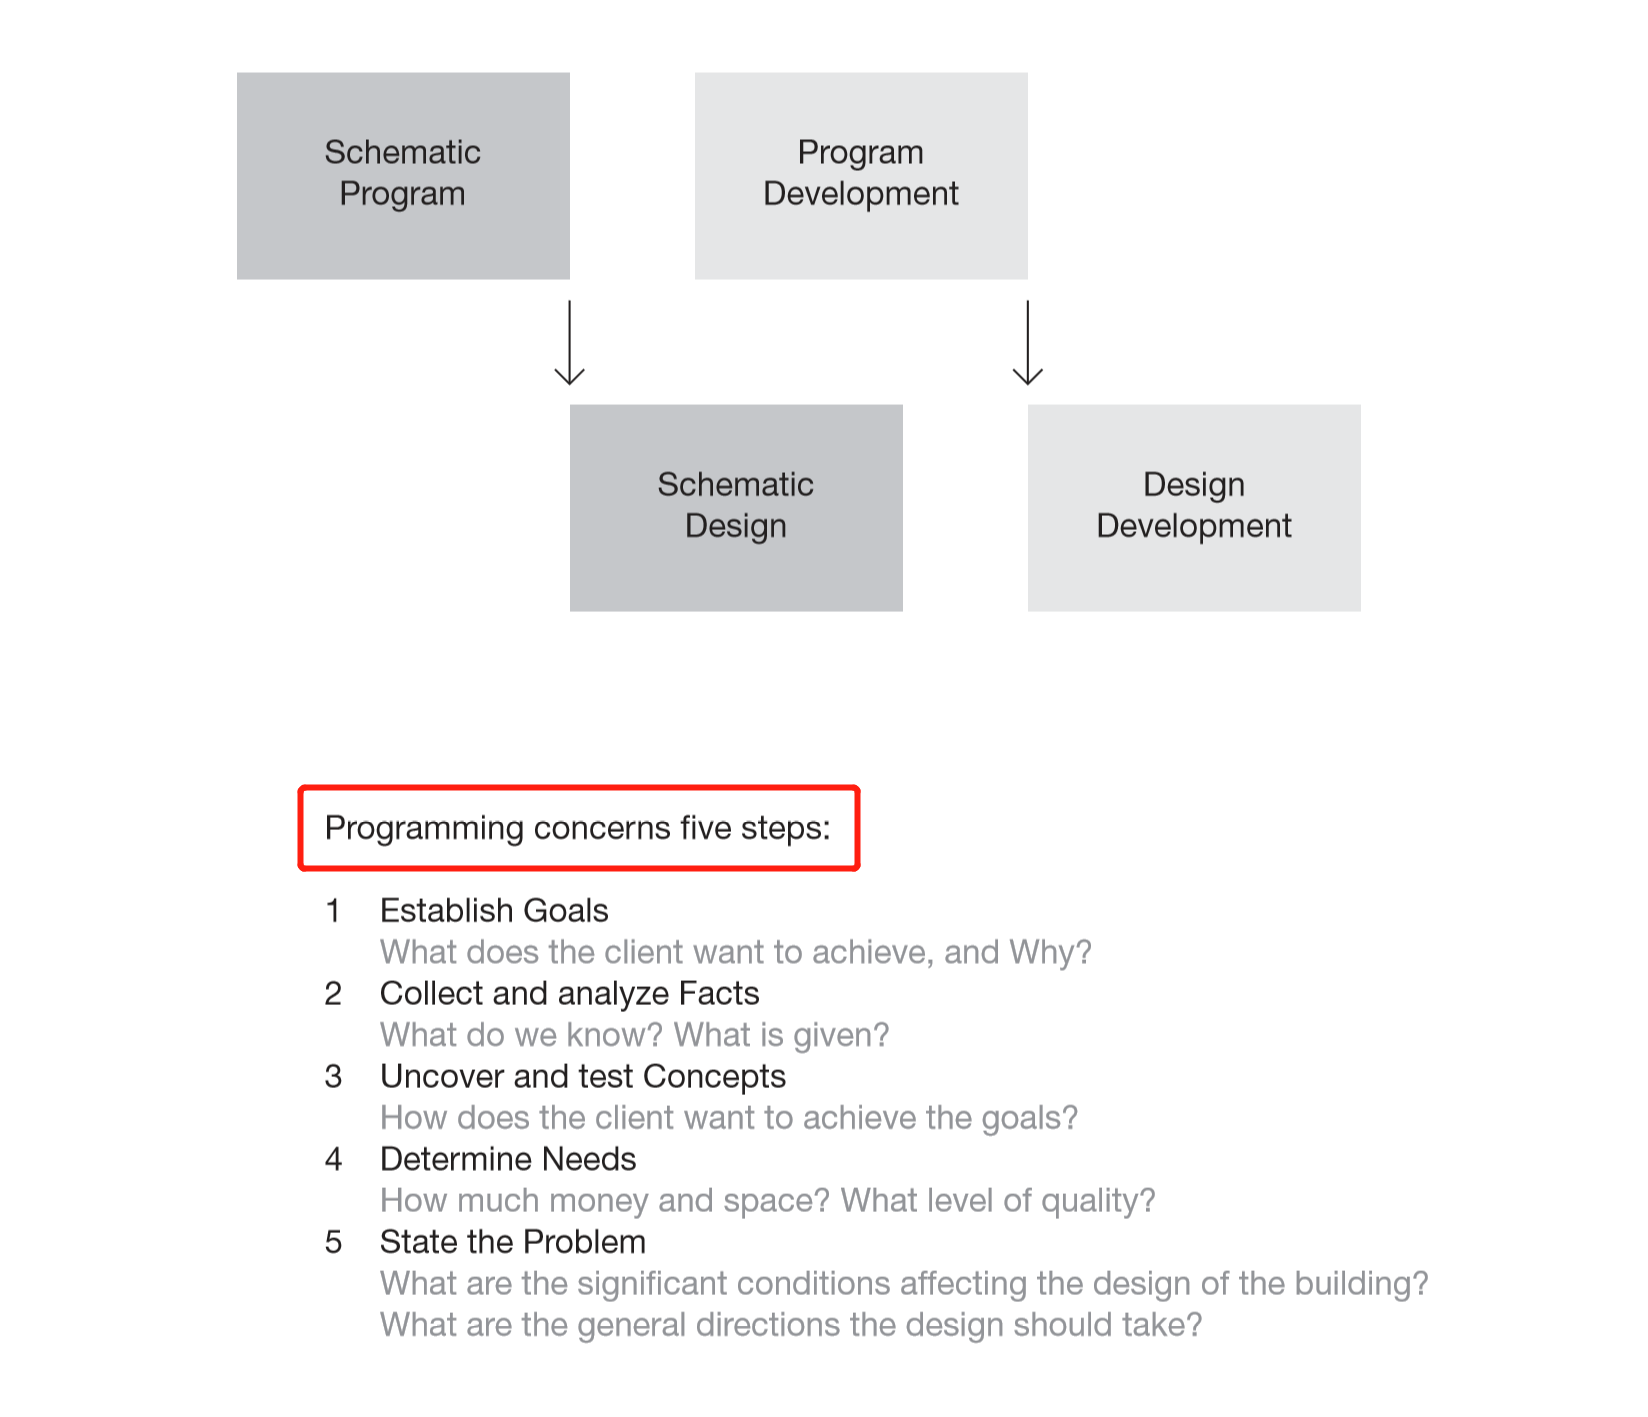 Schematic
Program
Program
Development
Schematic
Design
Design
Development
Programming concerns five steps:
1 Establish Goals
What does the client want to achieve, and Why?
2 Collect and analyze Facts
What do we know? What is given?
3 Uncover and test Concepts
How does the client want to achieve the goals?
4 Determine Needs
How much money and space? What level of quality?
5 State the Problem
What are the significant conditions affecting the design of the building?
What are the general directions the design should take?